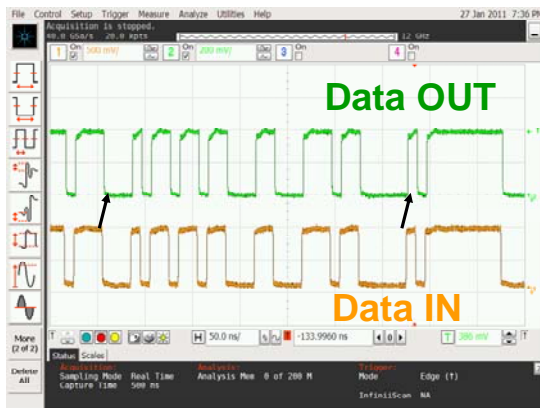 File Control Setup Trigger Measure Analyze Utilities Help 27 Jan 2011 7:36 PM
Acquisition is stopped.
40.0 GSa/s 20.0 kpts 12 GHz
1 On 500 mV/ 2 On 200 mV/ 3 On 4 On
Data OUT
Data IN
More
(2 of 2)
Delete
All
H 50.0 ns/ -133.9960 ns 0 T 386 mV
Status Scales
Acquisition: Analysis: Trigger:
Sampling Mode Real Time Analysis Mem 0 of 200 M Mode Edge (↑)
Capture Time 500 ns
InfiniiScan NA